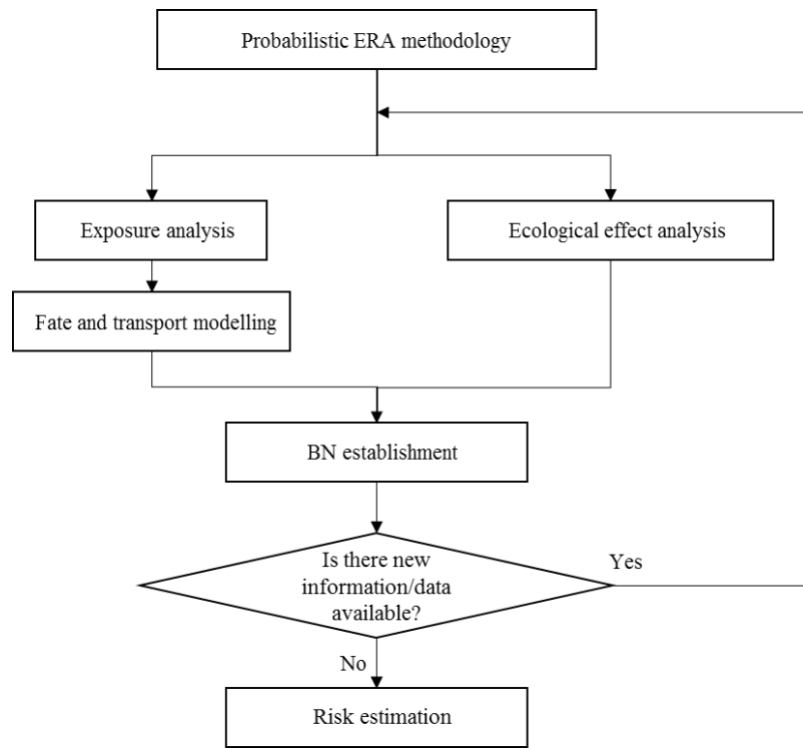 Probabilistic ERA methodology
Exposure analysis
Ecological effect analysis
Fate and transport modelling
BN establishment
Is there new
information/data
available?
Yes
No
Risk estimation